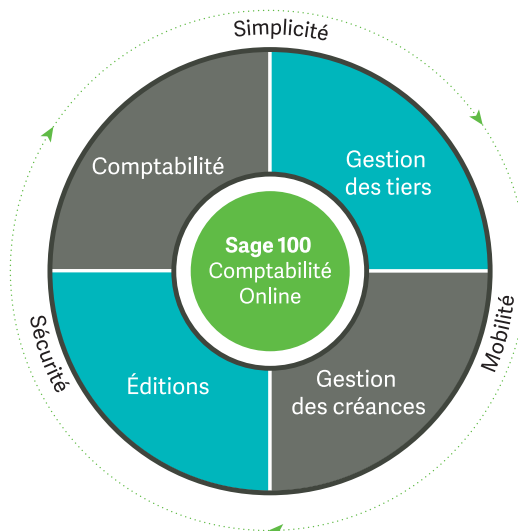 Simplicité
Comptabilité
Gestion
des tiers
Sage 100
Comptabilité
Online
Sécurité
Mobilité
Éditions
Gestion
des créances